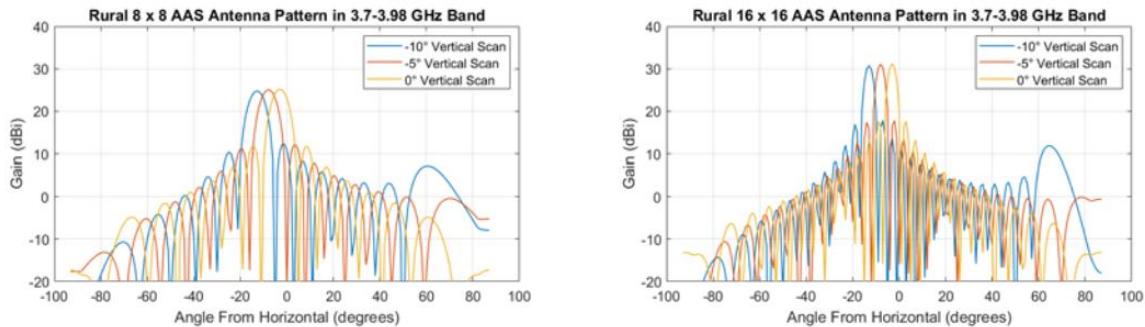 Rural 8 x 8 AAS Antenna Pattern in 3.7-3.98 GHz Band
40
30
20
10
0
-10
-20
Gain (dBi)
-10° Vertical Scan
-5° Vertical Scan
0° Vertical Scan
-100 -80 -60 -40 -20 0 20 40 60 80 100
Angle From Horizontal (degrees)
Rural 16 x 16 AAS Antenna Pattern in 3.7-3.98 GHz Band
40
30
20
10
0
-10
-20
Gain (dBi)
-10° Vertical Scan
-5° Vertical Scan
0° Vertical Scan
-100 -80 -60 -40 -20 0 20 40 60 80 100
Angle From Horizontal (degrees)